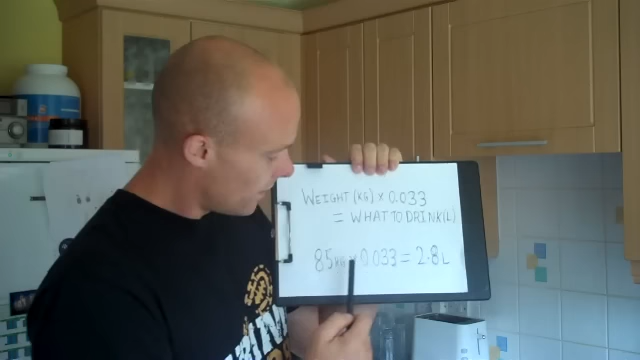 WEIGHT (KG) X 0.033
= WHAT TO DRINK(L)
85KG X 0.033 = 2.8L